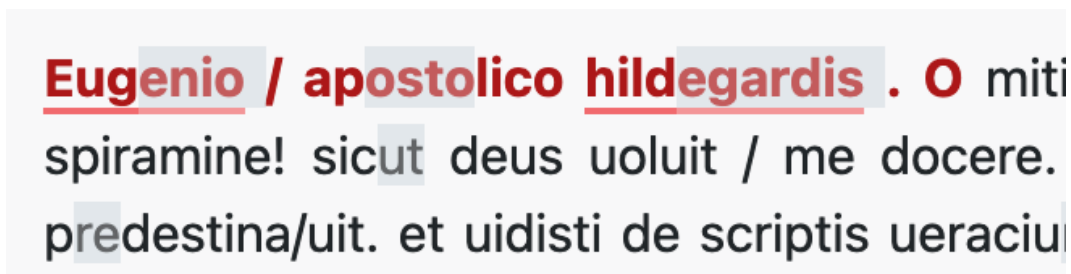 Eugenio / apostolico hildegardis . O miti
spiramine! sicut deus uoluit / me docere.
predestina/uit. et uidisti de scriptis ueraciu